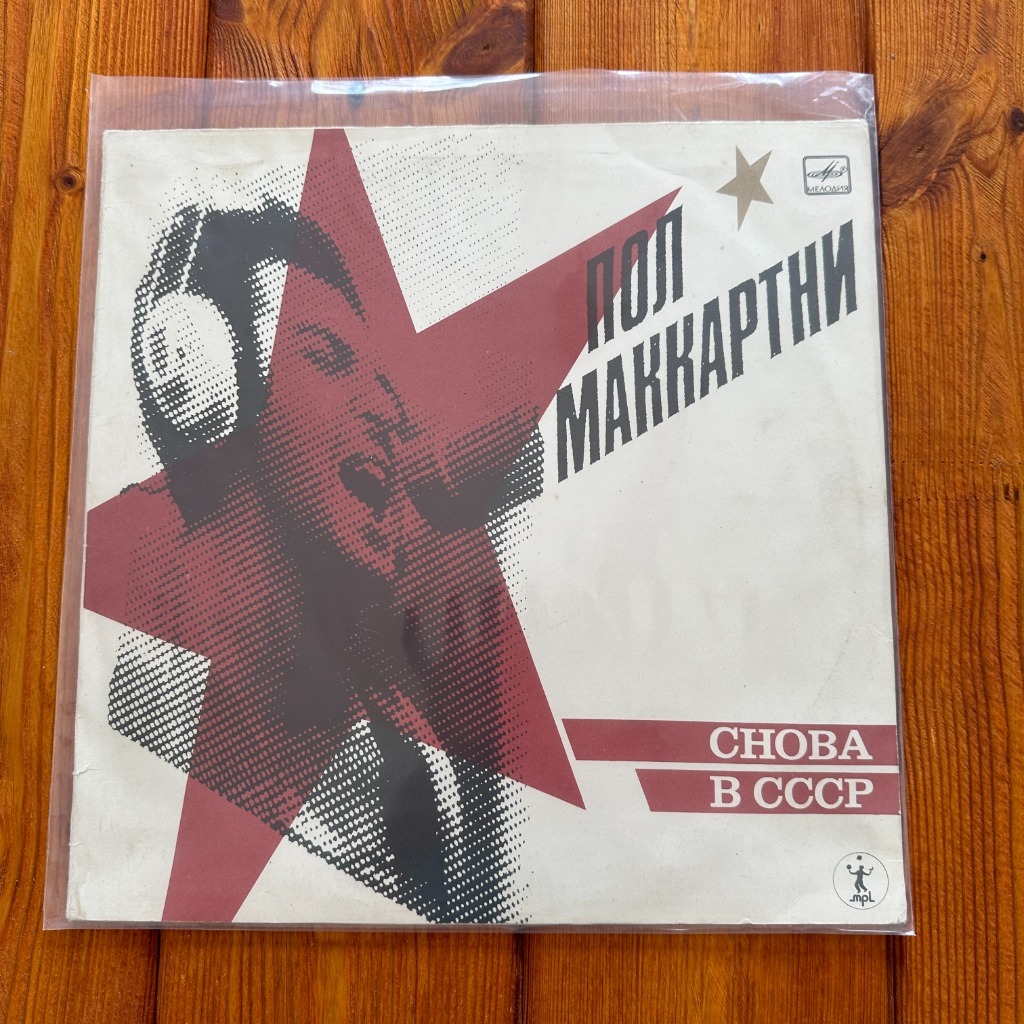 МЕЛОДИЯ
ПОЛ
МАККАРТНИ
СНОВА
В СССР
MPL